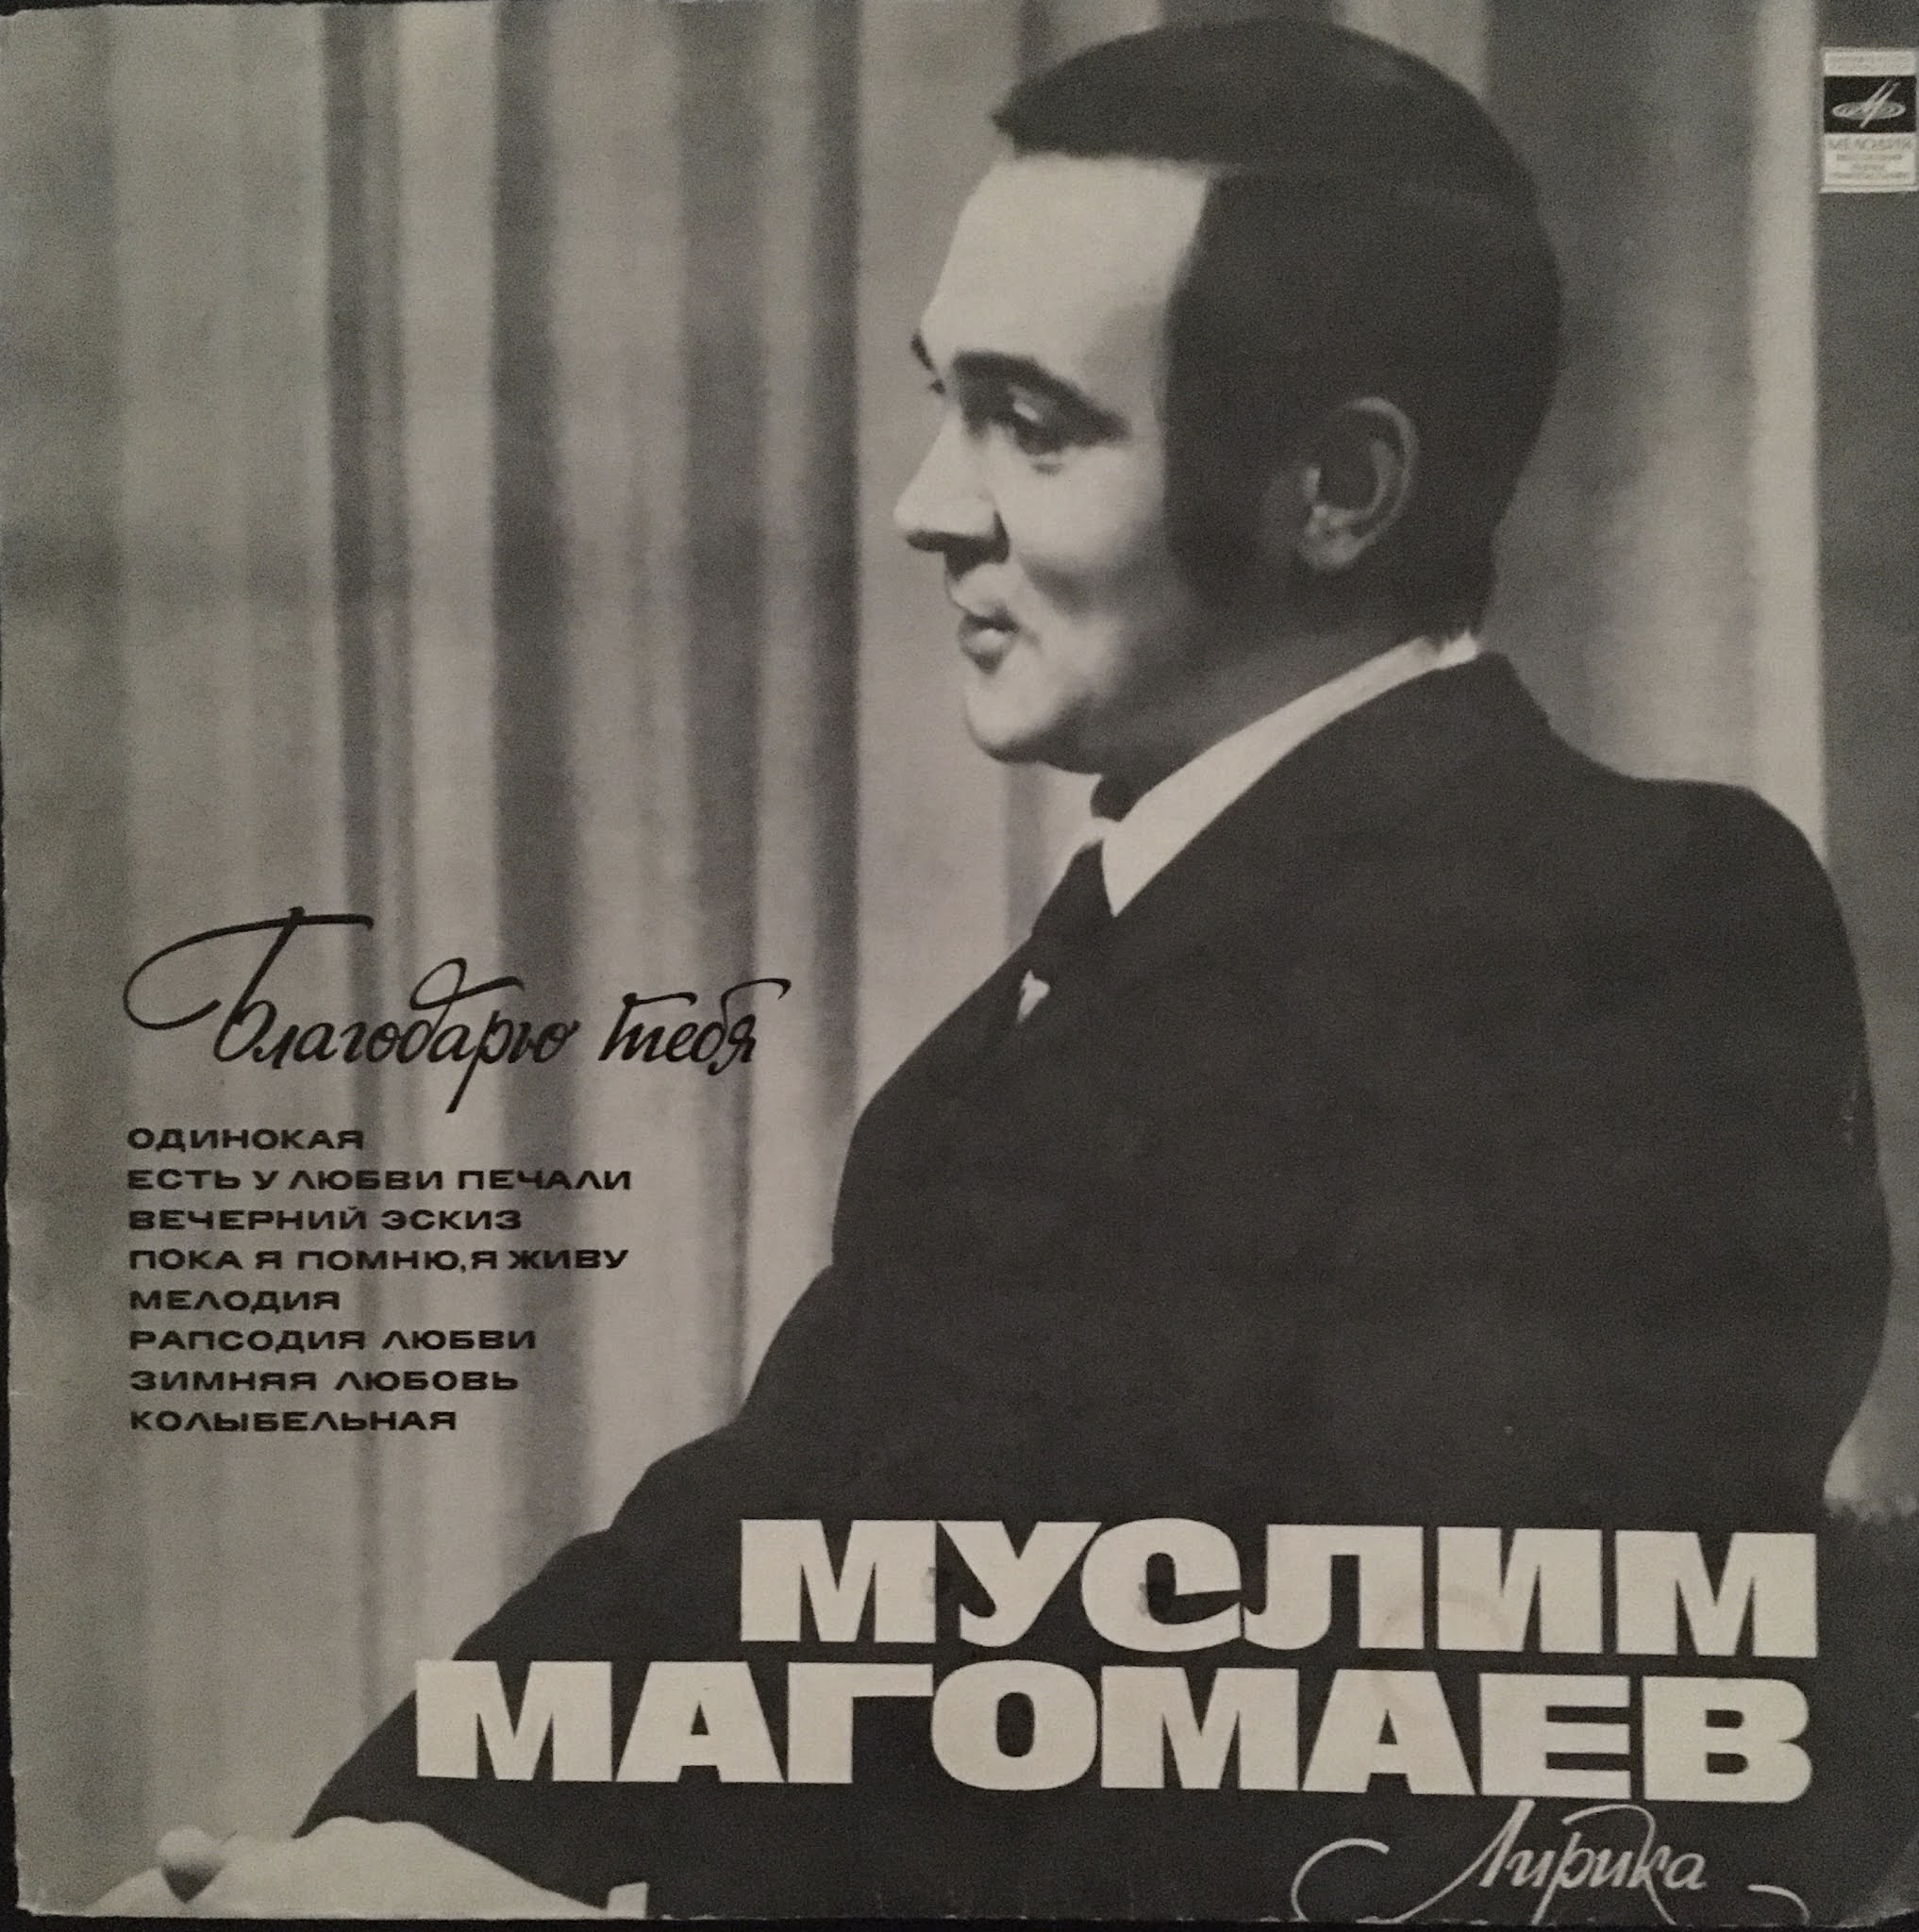 МЕЛОДИЯ
Благодарю тебя
ОДИНОКАЯ
ЕСТЬ У ЛЮБВИ ПЕЧАЛИ
ВЕЧЕРНИЙ ЭСКИЗ
ПОКА Я ПОМНЮ, Я ЖИВУ
МЕЛОДИЯ
РАПСОДИЯ ЛЮБВИ
ЗИМНЯЯ ЛЮБОВЬ
КОЛЫБЕЛЬНАЯ
МУСЛИМ
МАГОМАЕВ
Лирика